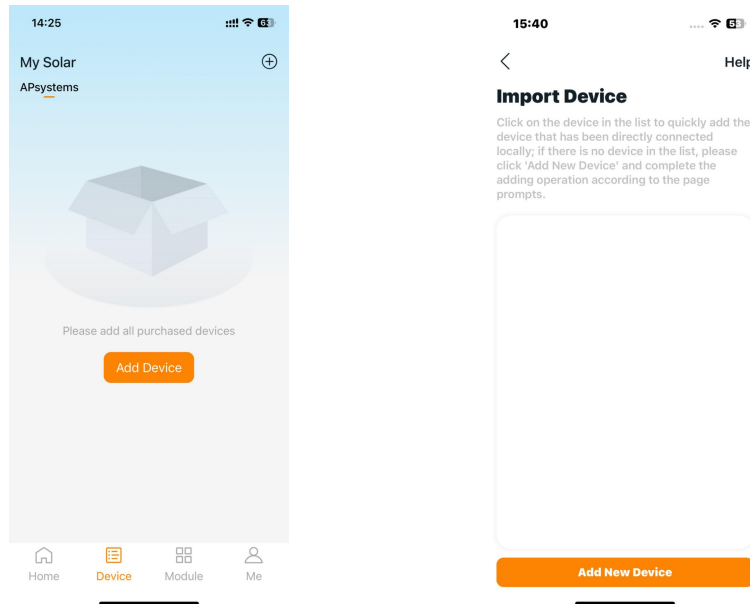 14:25
My Solar
APsystems
Please add all purchased devices
Add Device
Home
Device
Module
Me
15:40
Help
Import Device
Click on the device in the list to quickly add the
device that has been directly connected
locally; if there is no device in the list, please
click 'Add New Device' and complete the
adding operation according to the page
prompts.
Add New Device